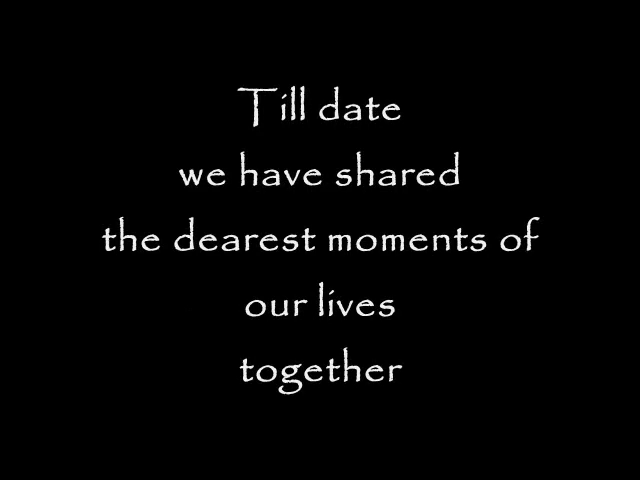 Till date
we have shared
the dearest moments of
our lives
together